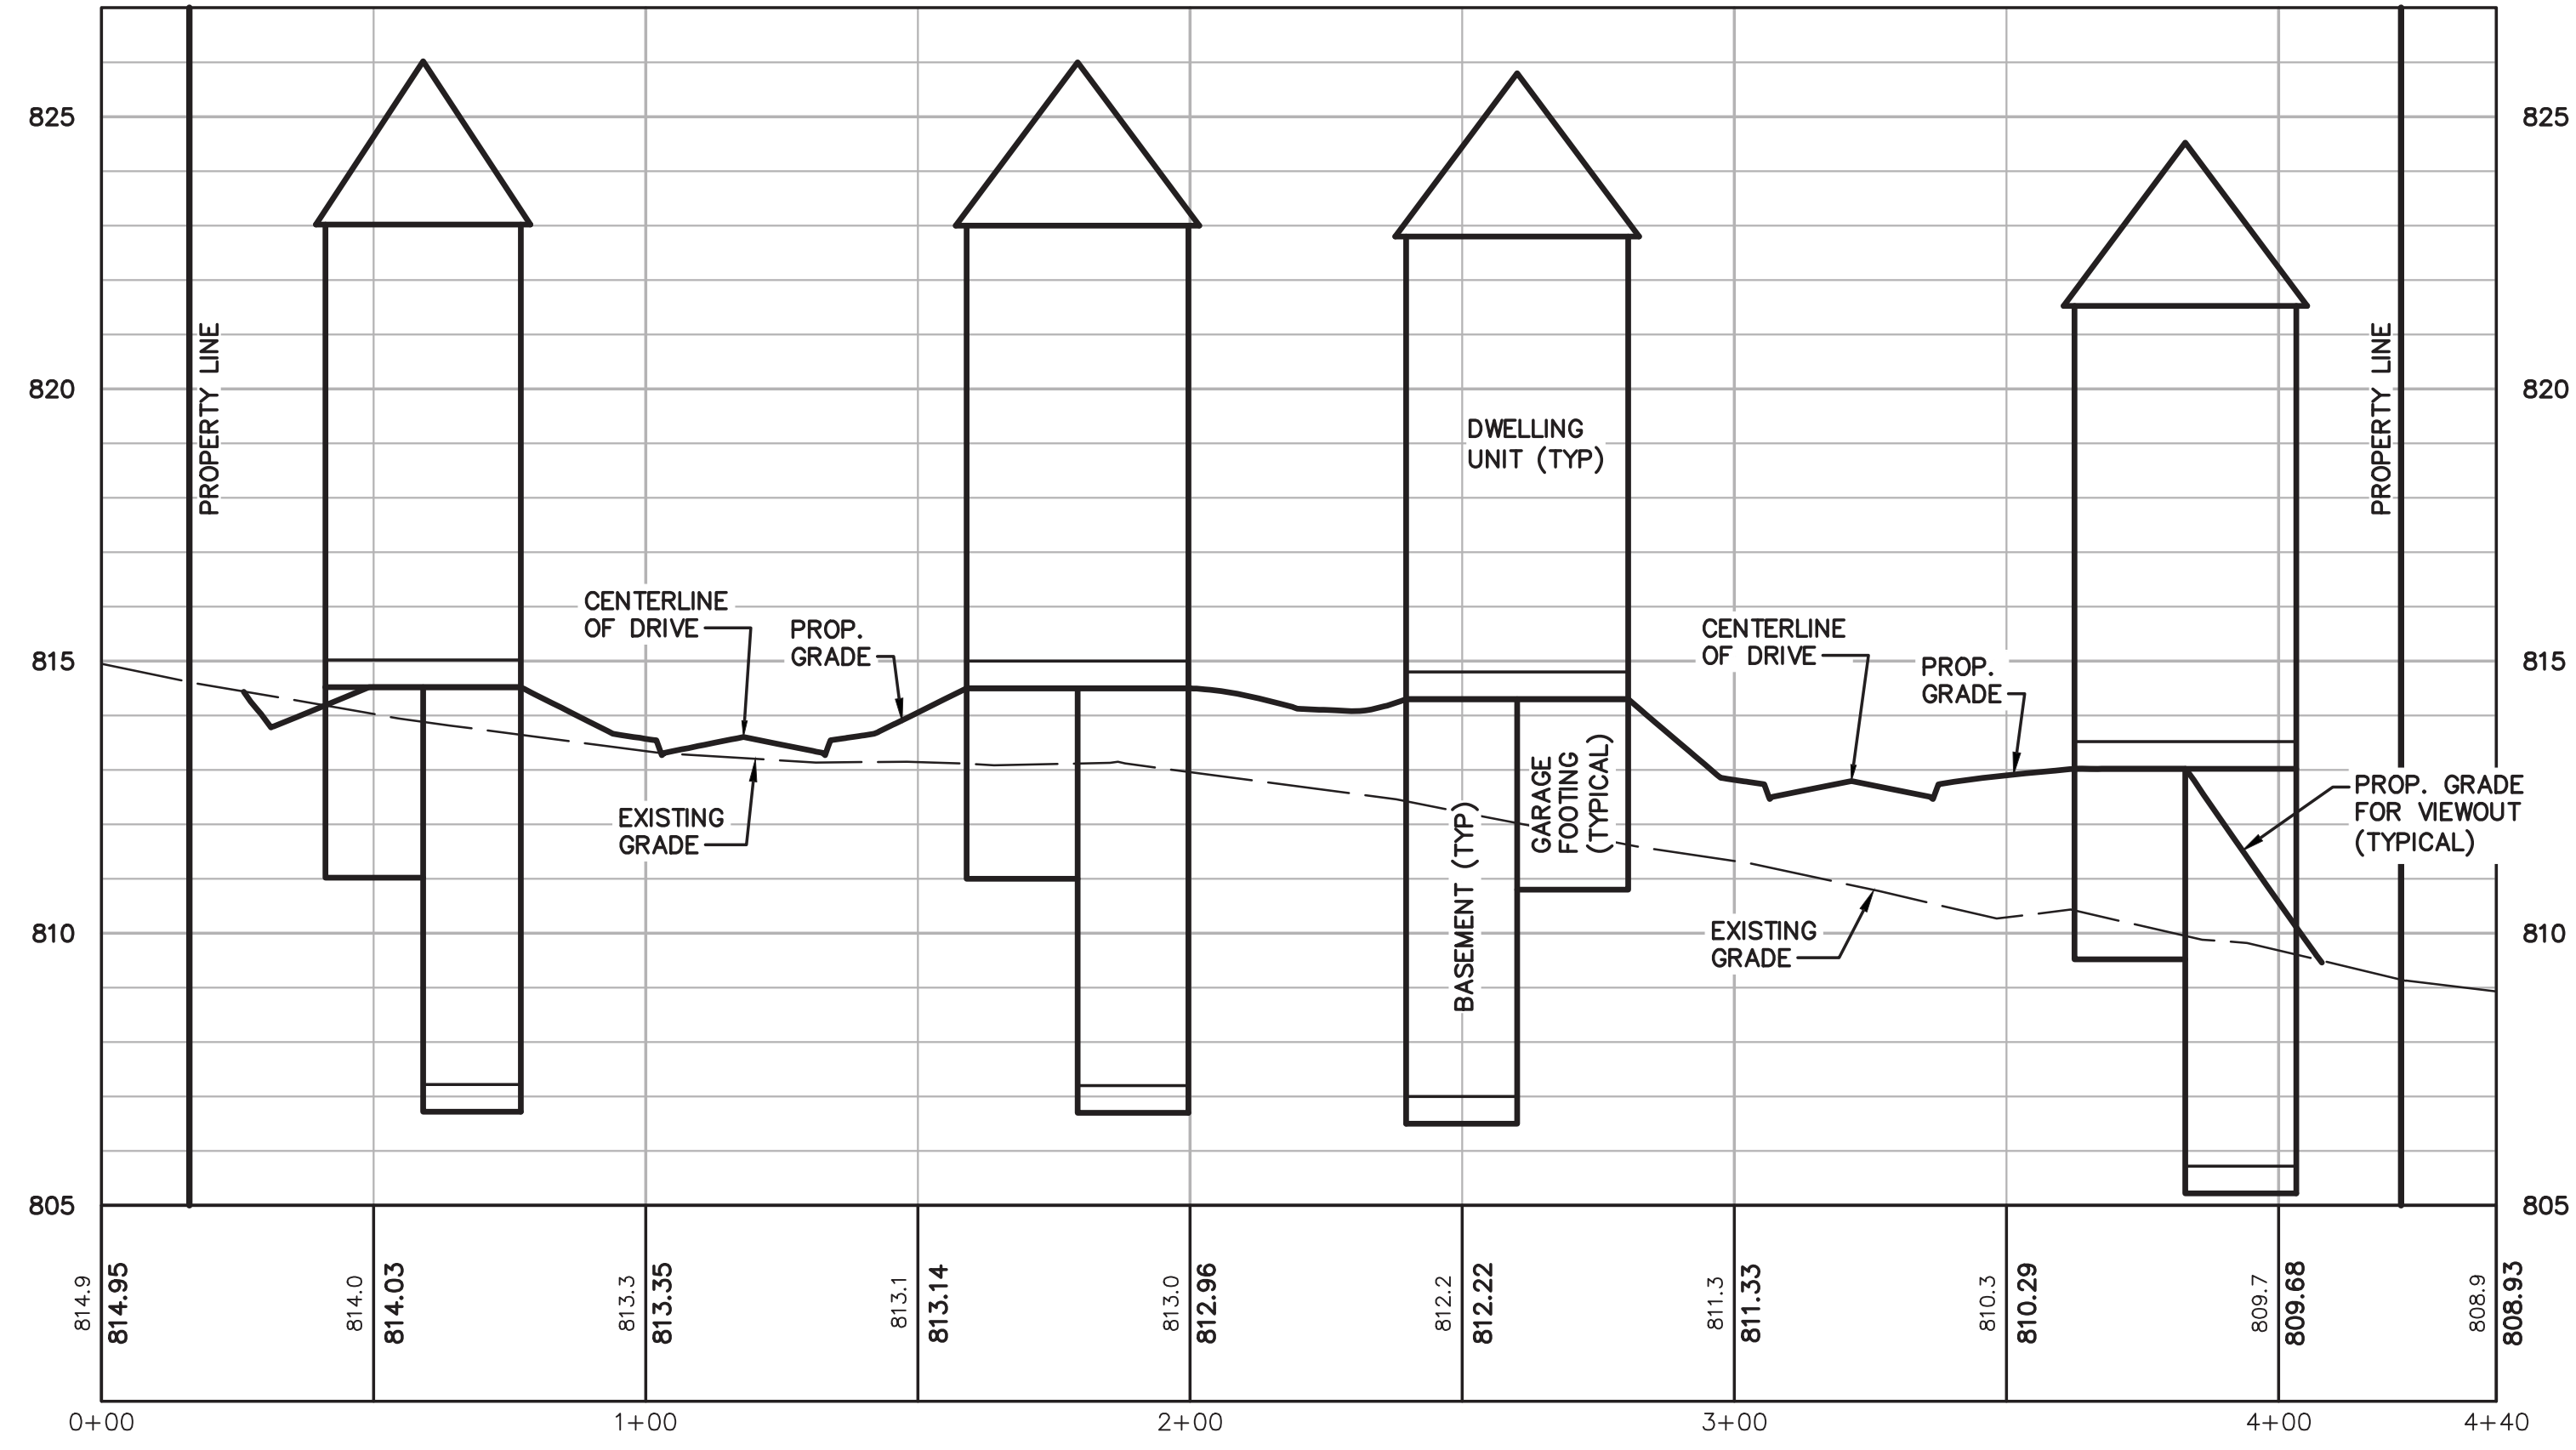 825
825
820
820
815
815
810
810
805
805
PROPERTY LINE
PROPERTY LINE
DWELLING
UNIT (TYP)
CENTERLINE
OF DRIVE
PROP.
GRADE
CENTERLINE
OF DRIVE
PROP.
GRADE
EXISTING
GRADE
BASEMENT (TYP)
GARAGE
FOOTING
(TYPICAL)
PROP. GRADE
FOR VIEWOUT
(TYPICAL)
EXISTING
GRADE
814.9
814.95
814.0
814.03
813.3
813.35
813.1
813.14
813.0
812.96
812.2
812.22
811.3
811.33
810.3
810.29
809.7
809.68
808.9
808.93
0+00
1+00
2+00
3+00
4+00
4+40